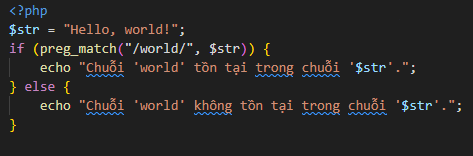 <?php
$str = "Hello, world!";
if (preg_match("/world/", $str)) {
    echo "Chuỗi 'world' tồn tại trong chuỗi '$str'.";
} else {
    echo "Chuỗi 'world' không tồn tại trong chuỗi '$str'.";
}